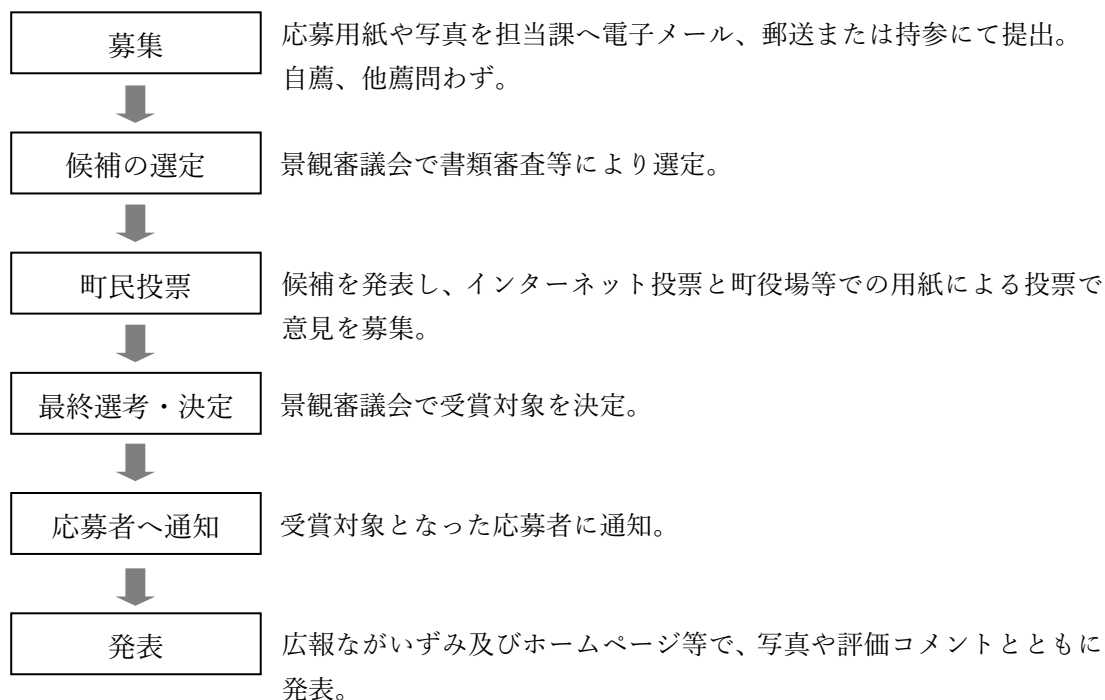 募集
応募用紙や写真を担当課へ電子メール、郵送または持参にて提出。
自薦、他薦問わず。
候補の選定
景観審議会で書類審査等により選定。
町民投票
候補を発表し、インターネット投票と町役場等での用紙による投票で
意見を募集。
最終選考・決定
景観審議会で受賞対象を決定。
応募者へ通知
受賞対象となった応募者に通知。
発表
広報ながいずみ及びホームページ等で、写真や評価コメントとともに
発表。